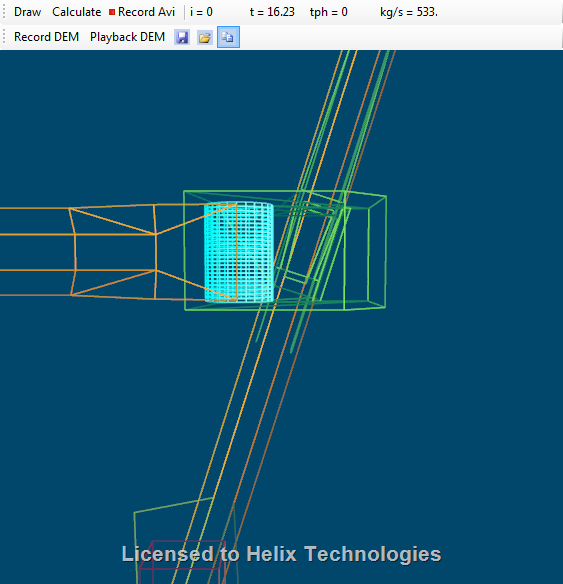 Draw Calculate Record Avi i = 0 t = 16.23 tph = 0 kg/s = 533.
Record DEM Playback DEM
Licensed to Helix Technologies